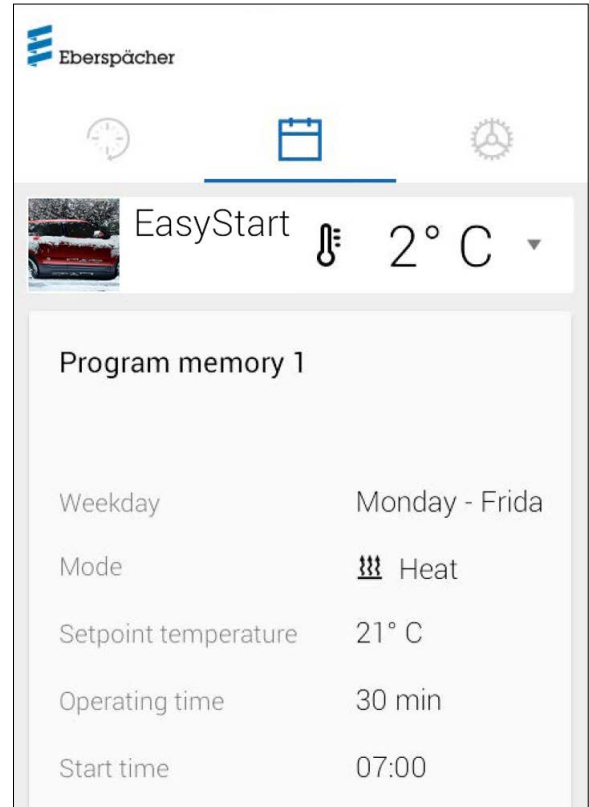 Eberspächer
EasyStart 2° C
Program memory 1
Weekday Monday - Frida
Mode Heat
Setpoint temperature 21° C
Operating time 30 min
Start time 07:00